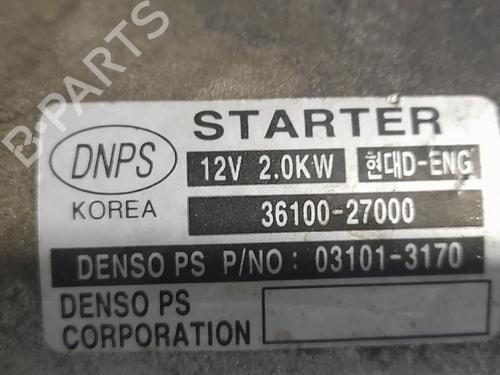 STARTER
DNPS
12V 2.0KW 현대D-ENG
KOREA
36100-27000
DENSO PS P/NO : 03101-3170
DENSO PS
CORPORATION
B-PARTS